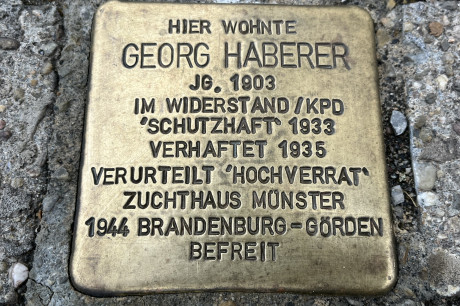 HIER WOHNTE
GEORG HABERER
JG. 1903
IM WIDERSTAND/KPD
'SCHUTZHAFT' 1933
VERHAFTET 1935
VERURTEILT 'HOCHVERRAT'
ZUCHTHAUS MÜNSTER
1944 BRANDENBURG-GÖRDEN
BEFREIT